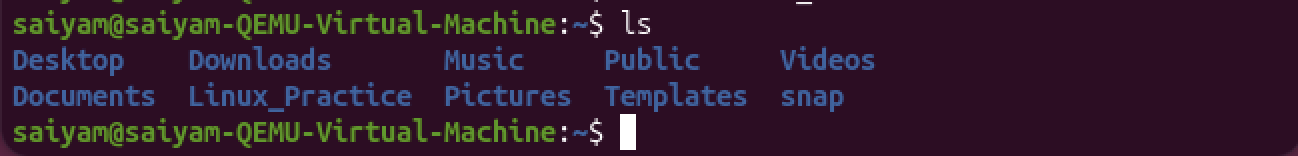 saiyam@saiyam-QEMU-Virtual-Machine:~$ ls
Desktop    Downloads       Music     Public     Videos
Documents  Linux_Practice  Pictures  Templates  snap
saiyam@saiyam-QEMU-Virtual-Machine:~$